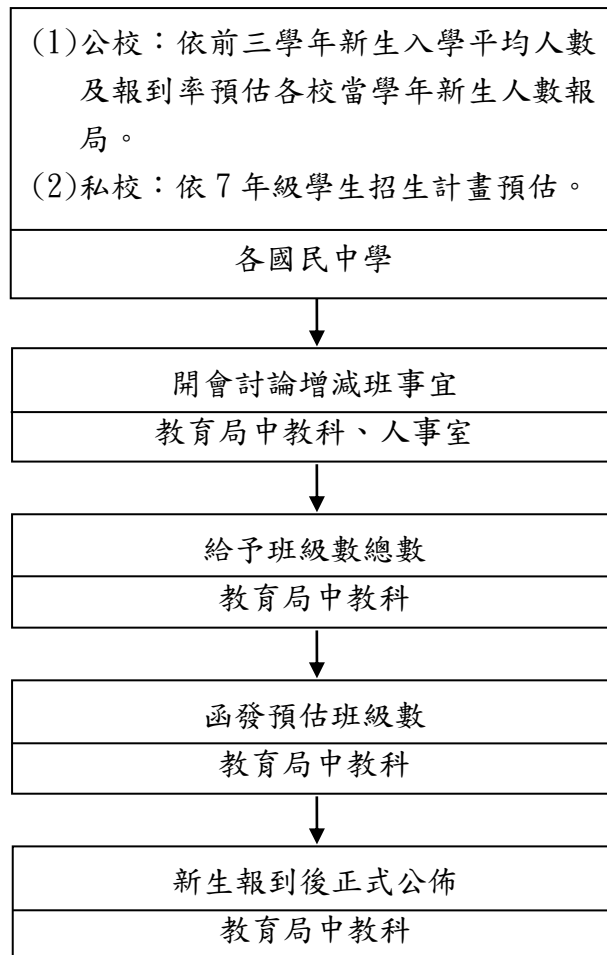 (1)公校：依前三學年新生入學平均人數
及報到率預估各校當學年新生人數報
局。
(2)私校：依7年級學生招生計畫預估。
各國民中學
開會討論增減班事宜
教育局中教科、人事室
給予班級數總數
教育局中教科
函發預估班級數
教育局中教科
新生報到後正式公佈
教育局中教科